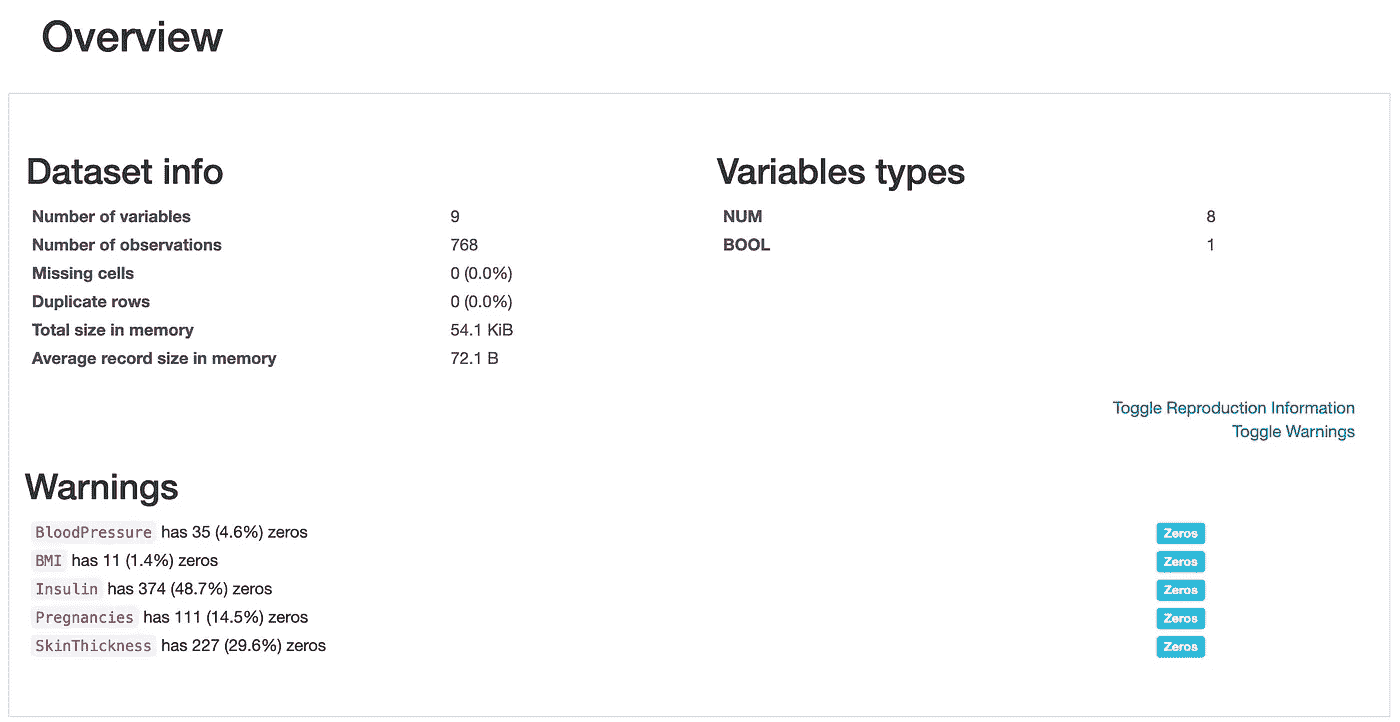 Overview
Dataset info
Number of variables 9
Number of observations 768
Missing cells 0 (0.0%)
Duplicate rows 0 (0.0%)
Total size in memory 54.1 KiB
Average record size in memory 72.1 B
Variables types
NUM 8
BOOL 1
Toggle Reproduction Information
Toggle Warnings
Warnings
BloodPressure has 35 (4.6%) zeros Zeros
BMI has 11 (1.4%) zeros Zeros
Insulin has 374 (48.7%) zeros Zeros
Pregnancies has 111 (14.5%) zeros Zeros
SkinThickness has 227 (29.6%) zeros Zeros